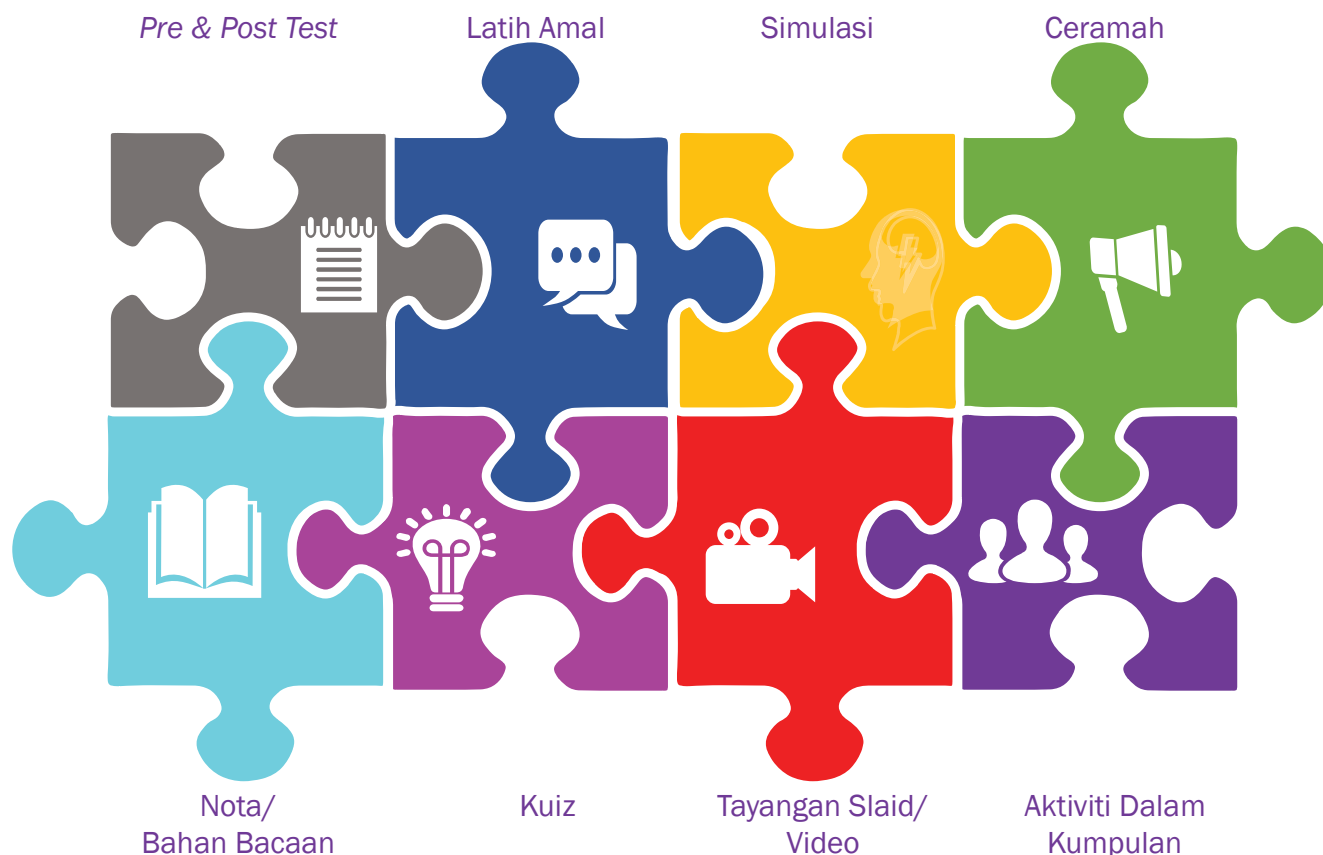 Pre & Post Test
Latih Amal
Simulasi
Ceramah
Nota/
Bahan Bacaan
Kuiz
Tayangan Slaid/
Video
Aktiviti Dalam
Kumpulan